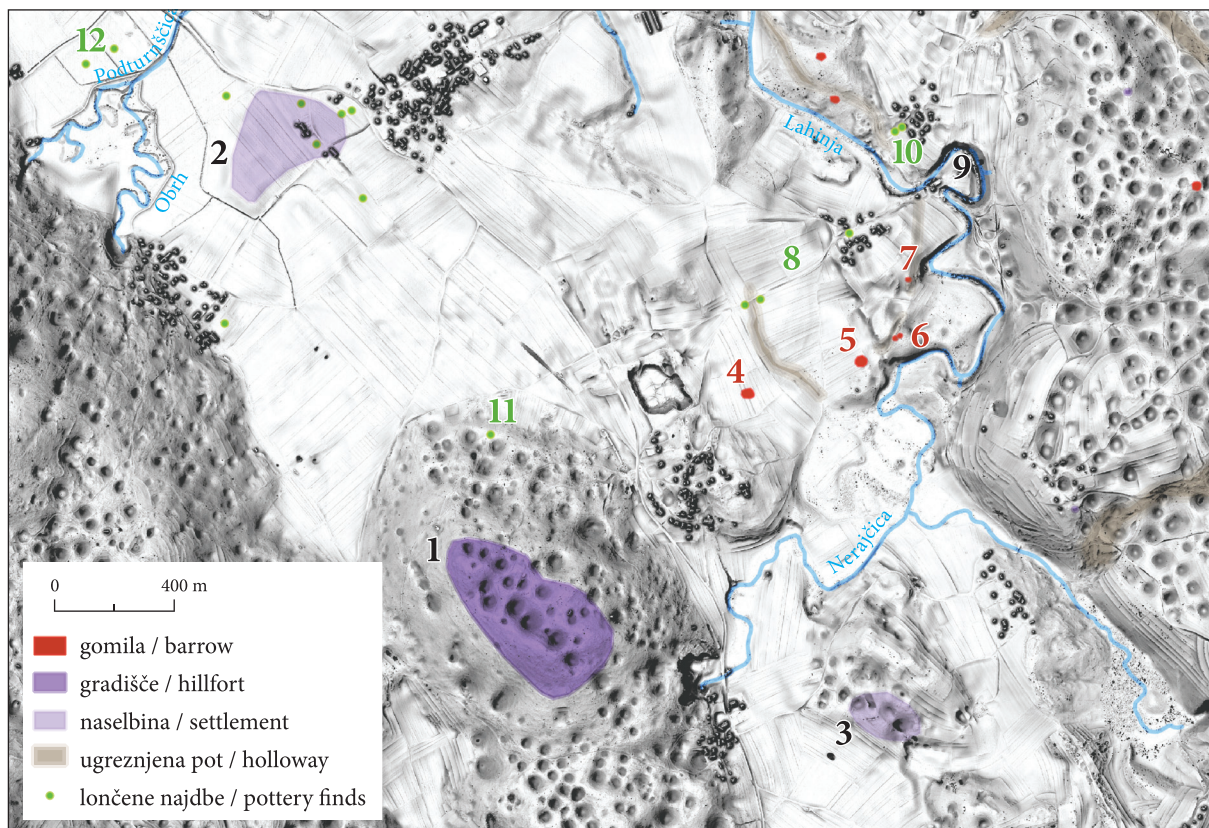 12
Podturnščica
2
Obrh
Lahinja
10
9
8
7
6
5
4
11
1
Nerajčica
3
0 400 m
gomila / barrow
gradišče / hillfort
naselbina / settlement
ugreznjena pot / holloway
lončene najdbe / pottery finds